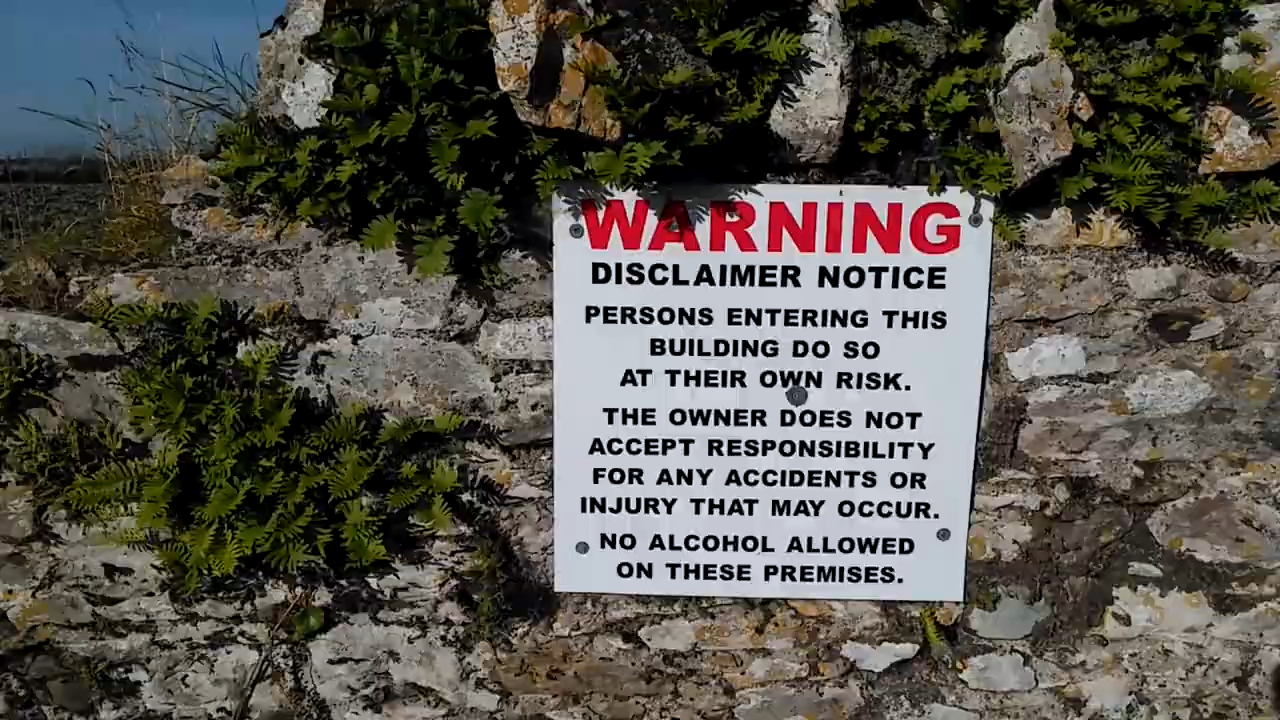 WARNING
DISCLAIMER NOTICE
PERSONS ENTERING THIS
BUILDING DO SO
AT THEIR OWN RISK.
THE OWNER DOES NOT
ACCEPT RESPONSIBILITY
FOR ANY ACCIDENTS OR
INJURY THAT MAY OCCUR.
NO ALCOHOL ALLOWED
ON THESE PREMISES.